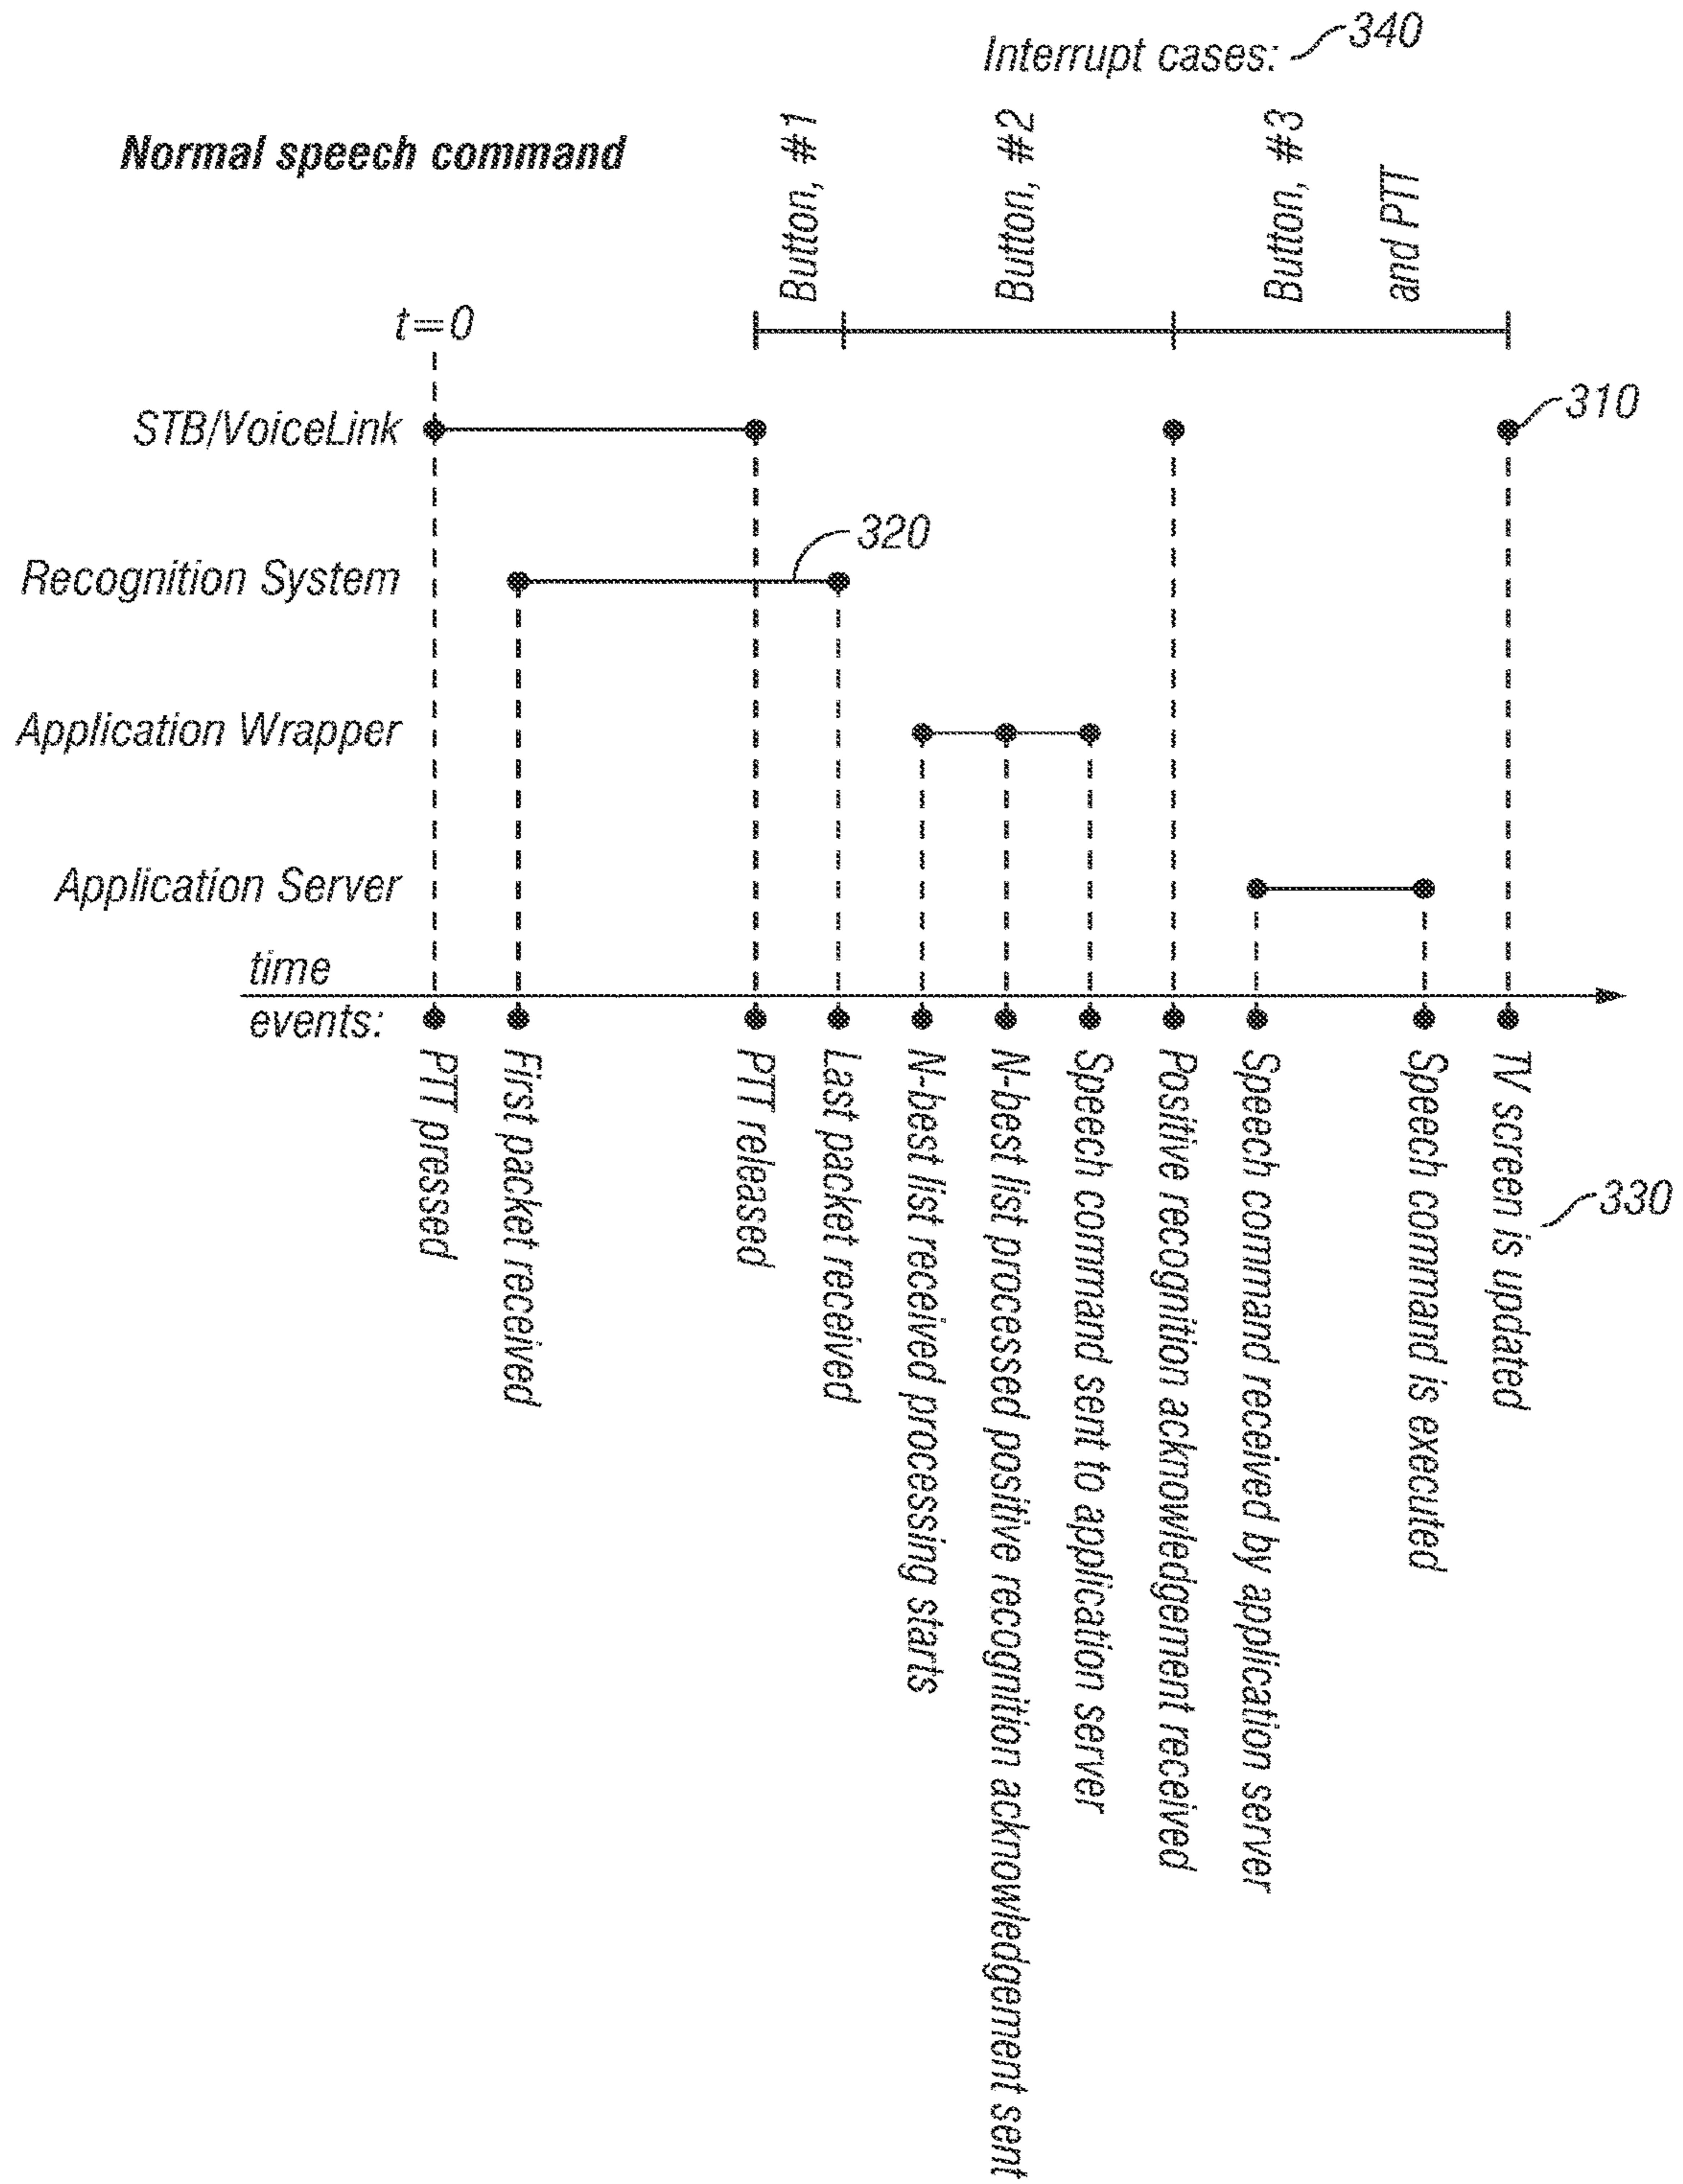 Interrupt cases: 340
Normal speech command
Button, #1
Button, #2
Button, #3
and PTT
t=0
STB/VoiceLink
310
320
Recognition System
Application Wrapper
Application Server
time
events:
PTT pressed
First packet received
PTT released
Last packet received
N-best list received processing starts
N-best list processed positive recognition acknowledgement sent
Speech command sent to application server
Positive recognition acknowledgement received
Speech command received by application server
Speech command is executed
TV screen is updated
330